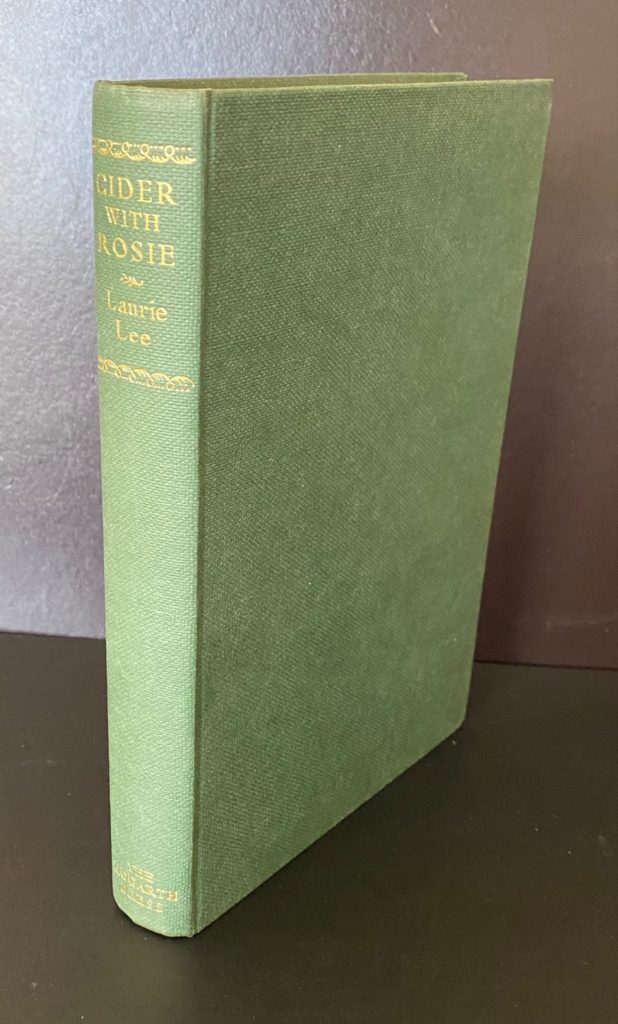 CIDER
WITH
ROSIE
Laurie
Lee
THE
HOGARTH
PRESS